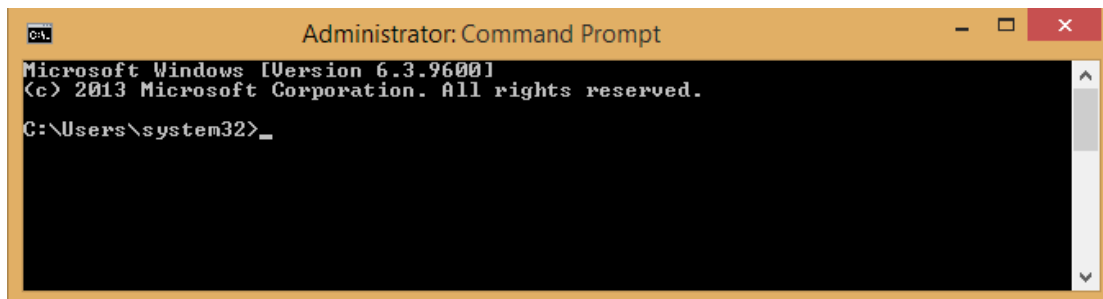 C:\.
Administrator: Command Prompt
Microsoft Windows [Version 6.3.9600]
(c) 2013 Microsoft Corporation. All rights reserved.
C:\Users\system32>_